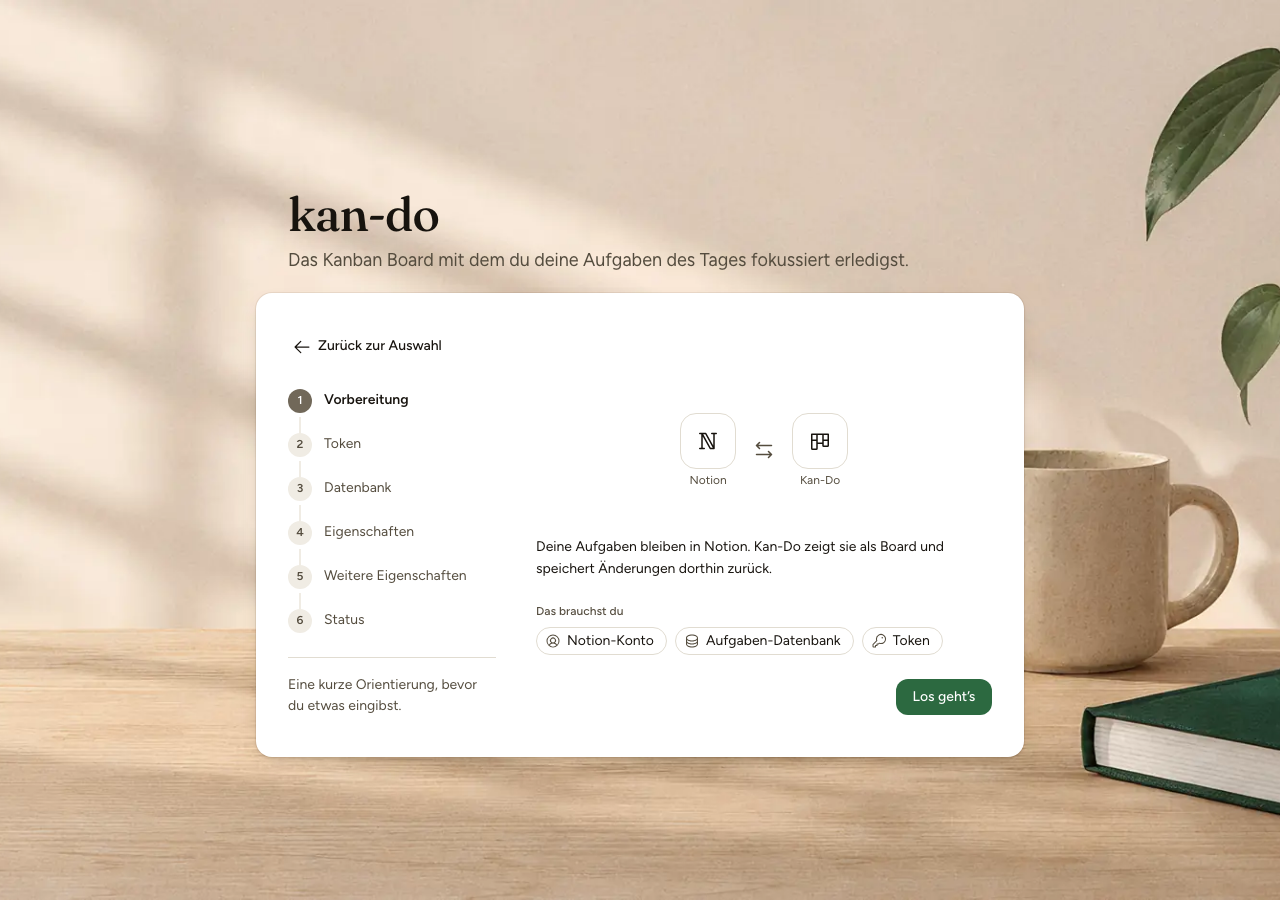 kan-do
Das Kanban Board mit dem du deine Aufgaben des Tages fokussiert erledigst.
Zurück zur Auswahl
1 Vorbereitung
2 Token
3 Datenbank
4 Eigenschaften
5 Weitere Eigenschaften
6 Status
Eine kurze Orientierung, bevor
du etwas eingibst.
Notion
Kan-Do
Deine Aufgaben bleiben in Notion. Kan-Do zeigt sie als Board und
speichert Änderungen dorthin zurück.
Das brauchst du
Notion-Konto
Aufgaben-Datenbank
Token
Los geht’s